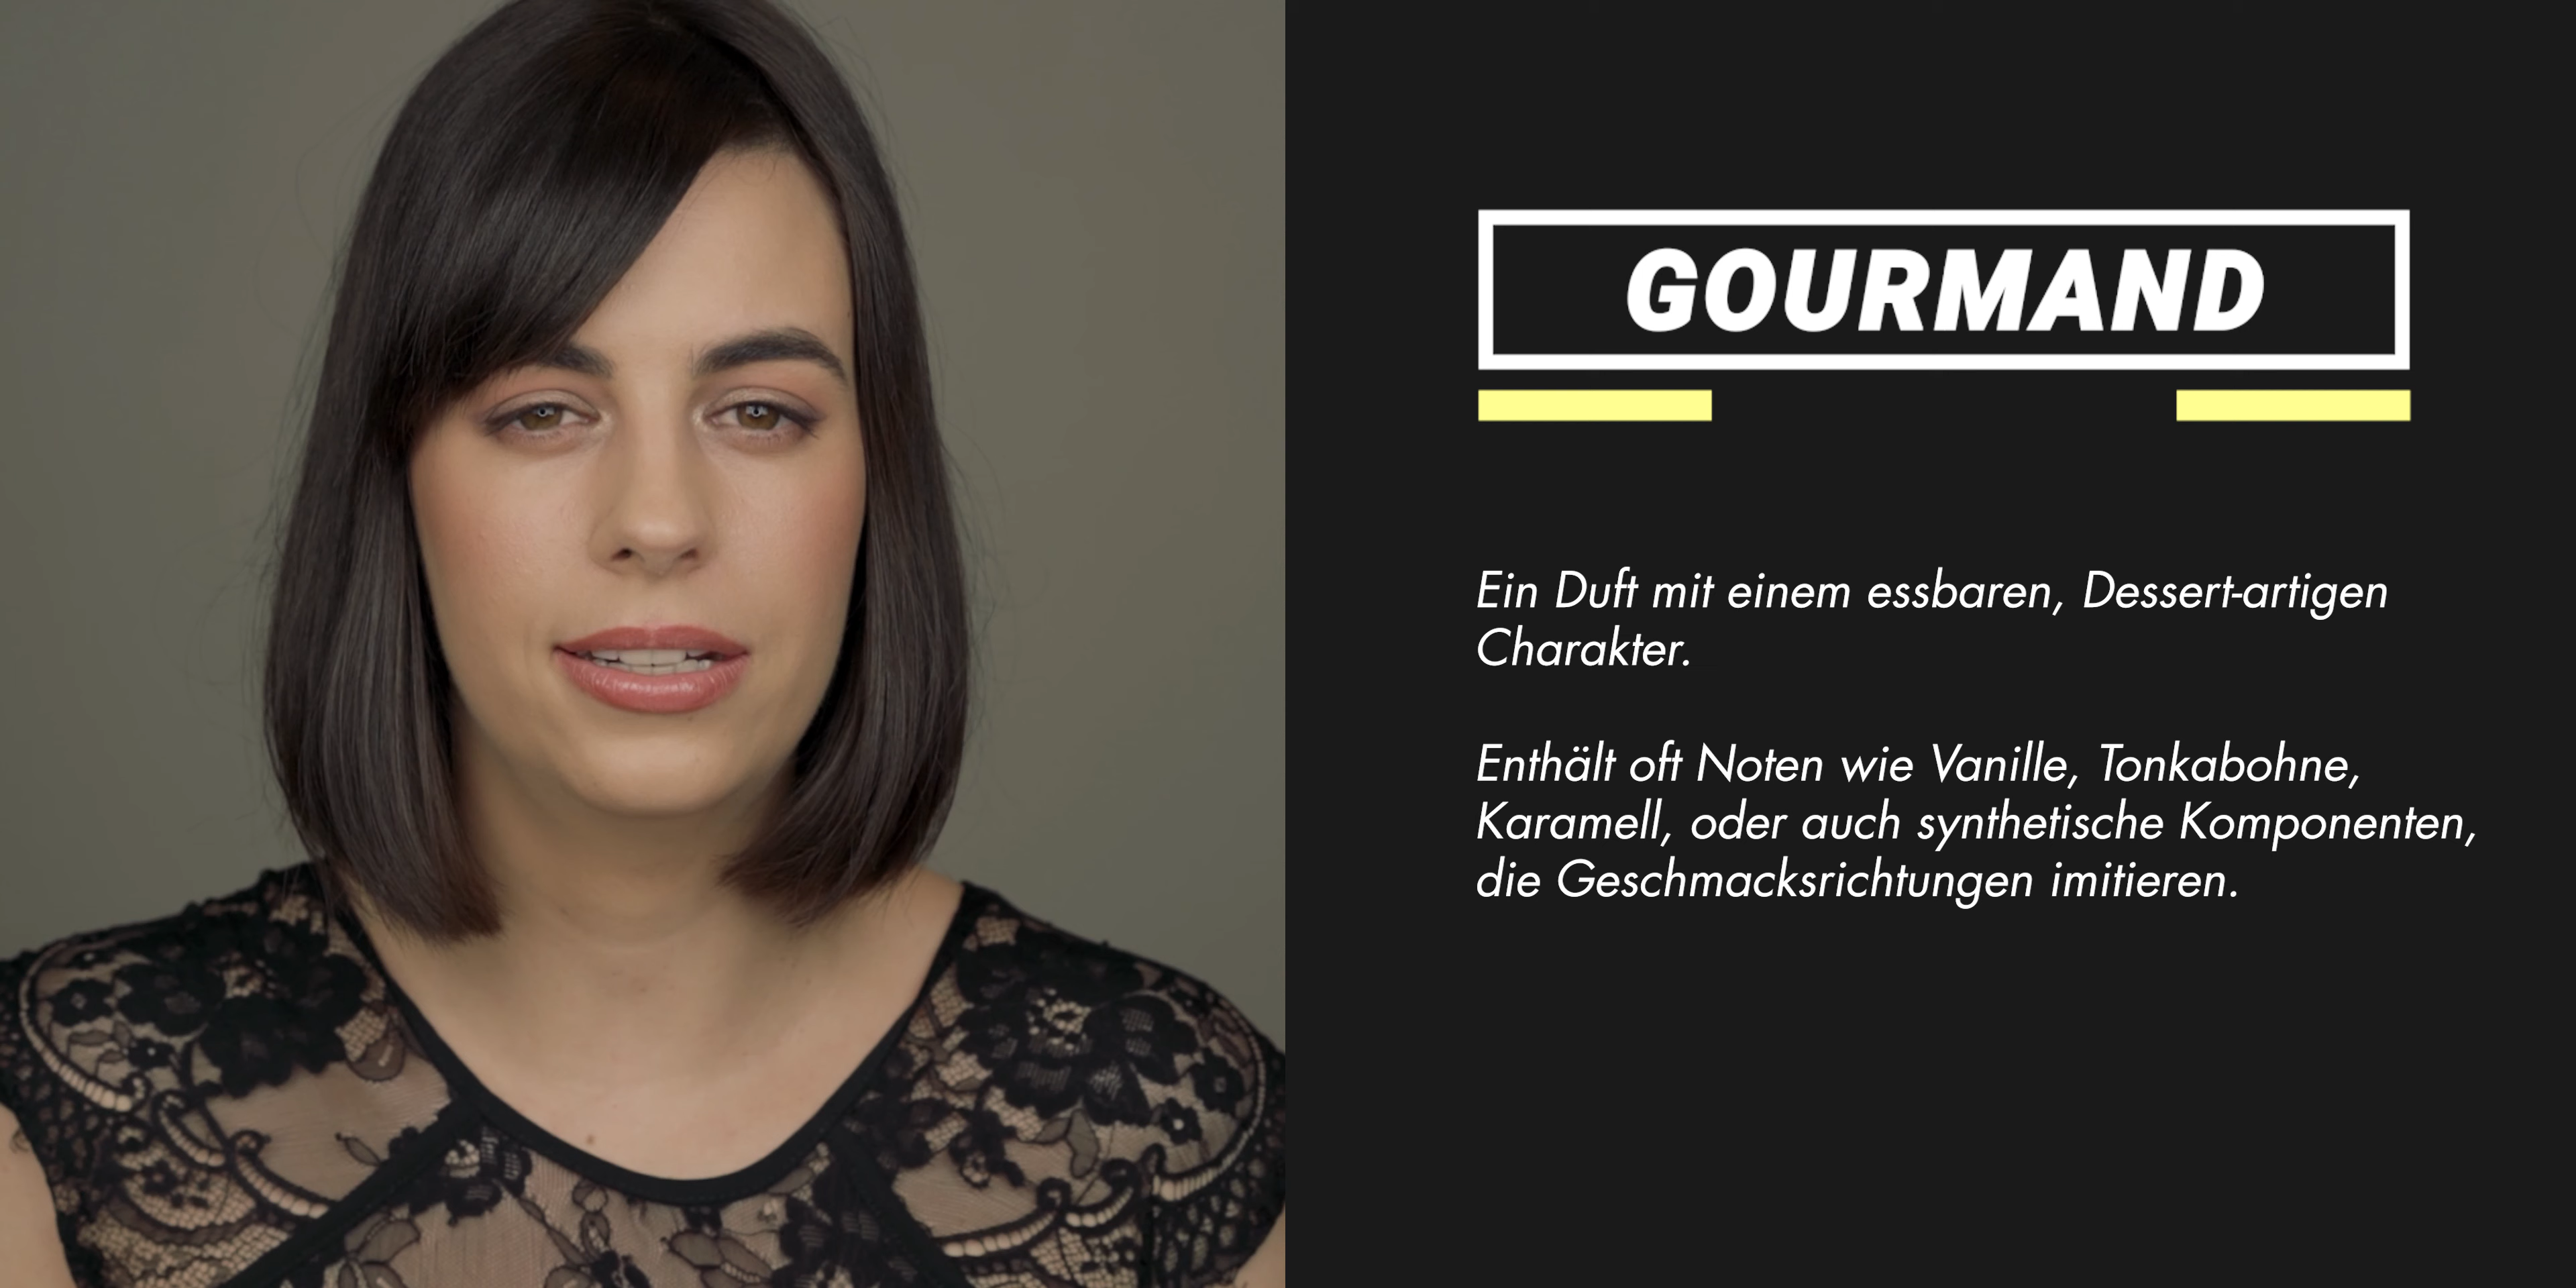 GOURMAND
Ein Duft mit einem essbaren, Dessert-artigen
Charakter.
Enthält oft Noten wie Vanille, Tonkabohne,
Karamell, oder auch synthetische Komponenten,
die Geschmacksrichtungen imitieren.